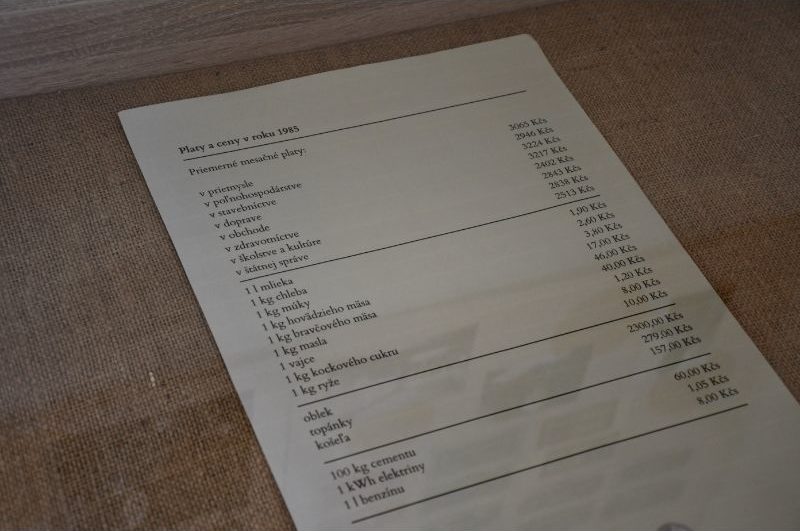 Platy a ceny v roku 1985
Priemerné mesačné platy:
v priemysle 3065 Kčs
v poľnohospodárstve 2946 Kčs
v stavebníctve 3224 Kčs
v doprave 3217 Kčs
v obchode 2402 Kčs
v zdravotníctve 2843 Kčs
v školstve a kultúre 2838 Kčs
v štátnej správe 2513 Kčs
1 l mlieka 1,90 Kčs
1 kg chleba 2,60 Kčs
1 kg múky 3,80 Kčs
1 kg hovädzieho mäsa 17,00 Kčs
1 kg bravčového mäsa 46,00 Kčs
1 kg masla 40,00 Kčs
1 vajce 1,20 Kčs
1 kg kockového cukru 8,00 Kčs
1 kg ryže 10,00 Kčs
oblek 2300,00 Kčs
topánky 279,00 Kčs
košeľa 157,00 Kčs
100 kg cementu 60,00 Kčs
1 kWh elektriny 1,05 Kčs
1 l benzínu 8,00 Kčs